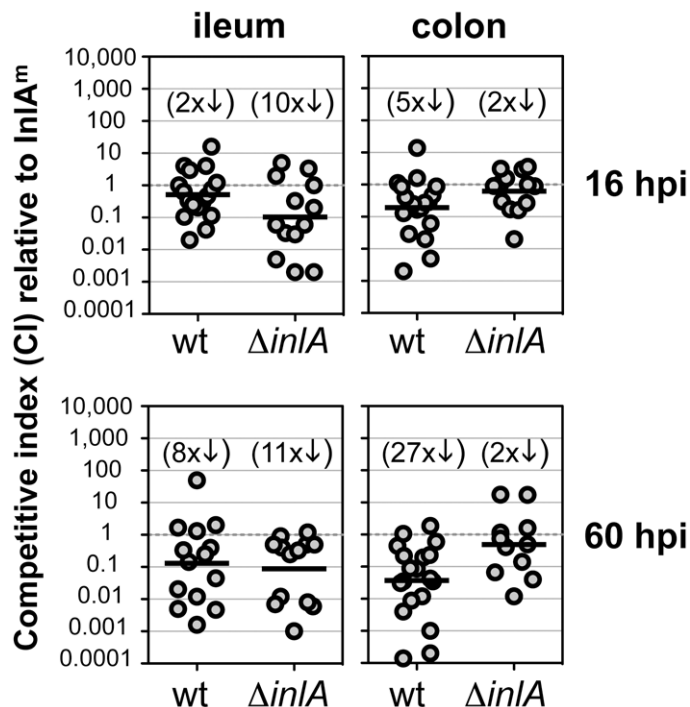 ileum colon
Competitive index (CI) relative to InlAᵐ
10,000
1,000
100
10
1
0.1
0.01
0.001
0.0001
(2x↓) (10x↓) (5x↓) (2x↓)
16 hpi
wt ΔinlA wt ΔinlA
10,000
1,000
100
10
1
0.1
0.01
0.001
0.0001
(8x↓) (11x↓) (27x↓) (2x↓)
60 hpi
wt ΔinlA wt ΔinlA